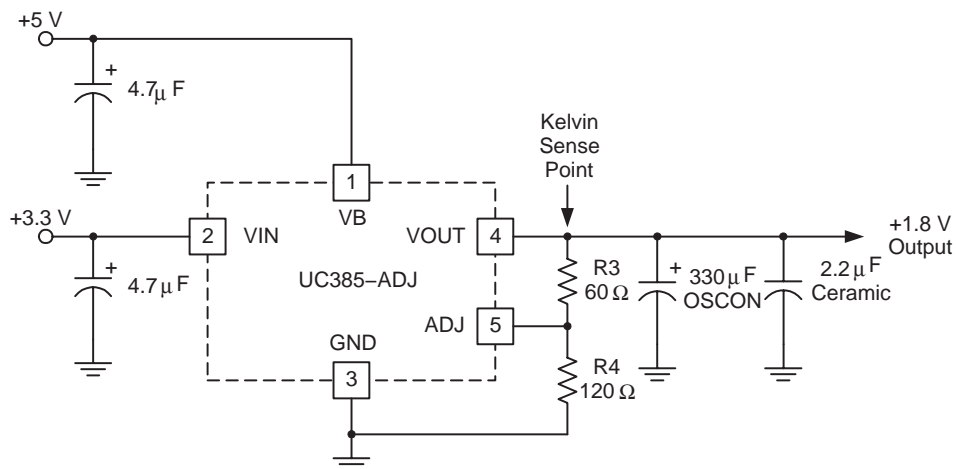 +5 V
+
4.7μ F
Kelvin
Sense
Point
1
VB
+3.3 V
2
VIN
VOUT
4
+1.8 V
Output
+
4.7μ F
UC385–ADJ
R3
60 Ω
+
330μ F
OSCON
2.2μ F
Ceramic
ADJ
5
GND
3
R4
120 Ω